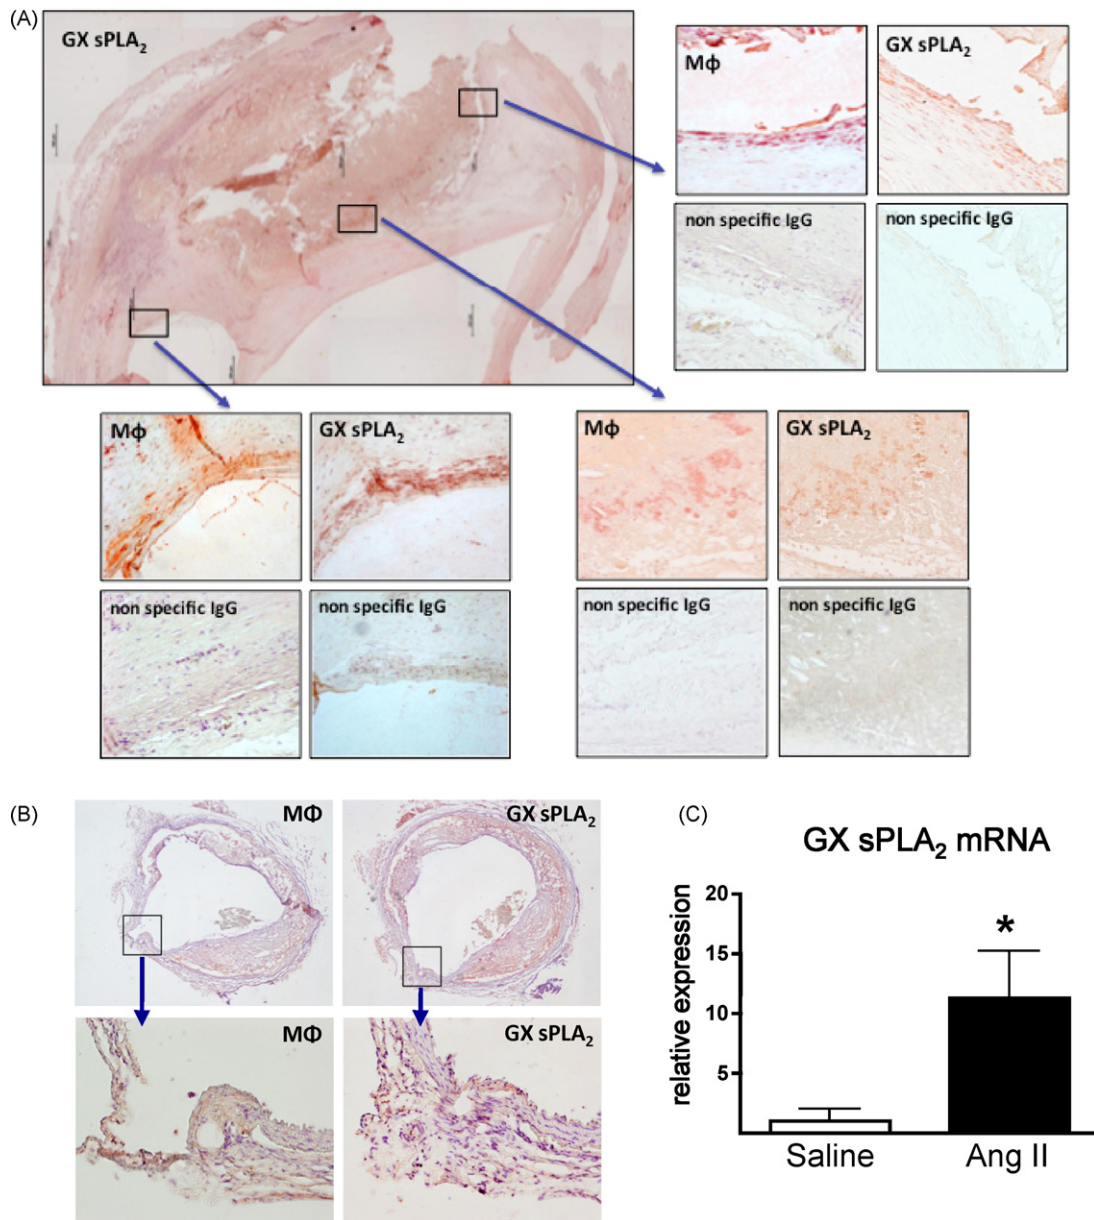 (A)
GX sPLA₂
Mϕ
GX sPLA₂
non specific IgG
non specific IgG
Mϕ
GX sPLA₂
non specific IgG
non specific IgG
Mϕ
GX sPLA₂
non specific IgG
non specific IgG
(B)
MΦ
GX sPLA₂
MΦ
GX sPLA₂
(C)
GX sPLA₂ mRNA
relative expression
20
15
10
5
*
Saline
Ang II